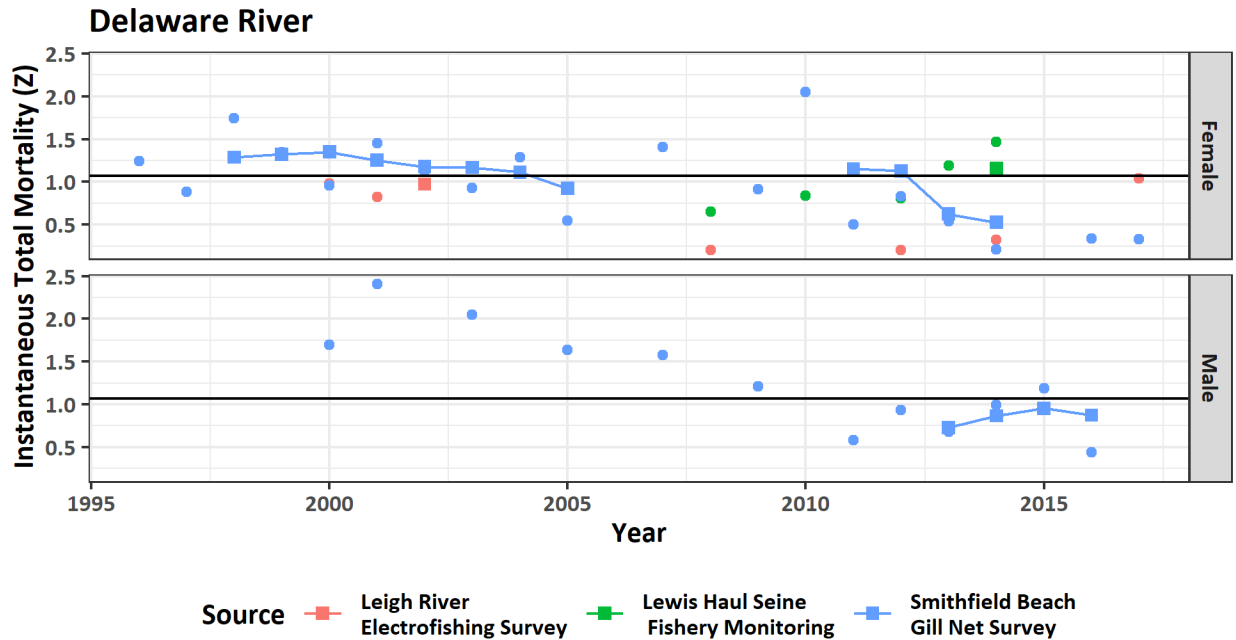 Delaware River
Instantaneous Total Mortality (Z)
2.5
2.0
1.5
1.0
0.5
Female
2.5
2.0
1.5
1.0
0.5
Male
1995 2000 2005 2010 2015
Year
Source
Leigh River
Electrofishing Survey
Lewis Haul Seine
Fishery Monitoring
Smithfield Beach
Gill Net Survey